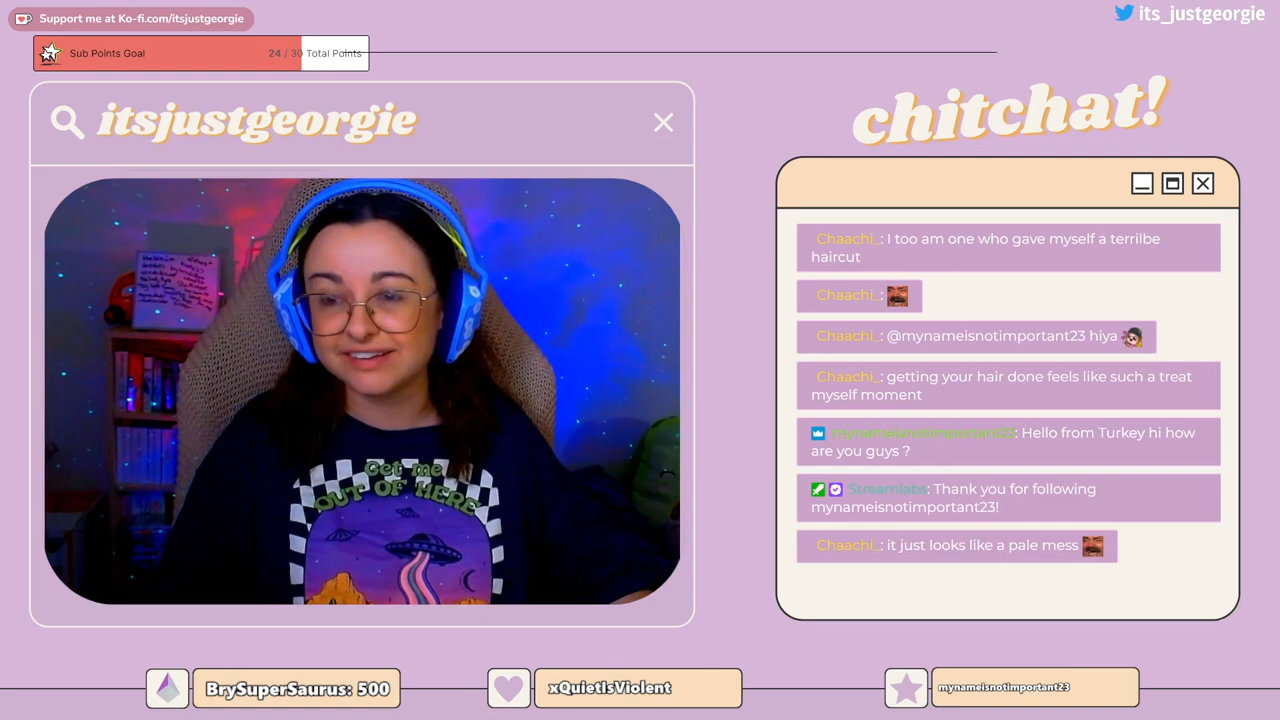 Support me at Ko-fi.com/itsjustgeorgie
its_justgeorgie
Sub Points Goal
24 / 30 Total Points
itsjustgeorgie
chitchat!
Chaachi_: I too am one who gave myself a terrilbe
haircut
Chaachi_:
Chaachi_: @mynameisnotimportant23 hiya
Chaachi_: getting your hair done feels like such a treat
myself moment
mynameisnotimportant23: Hello from Turkey hi how
are you guys ?
Streamlabs: Thank you for following
mynameisnotimportant23!
Chaachi_: it just looks like a pale mess
Get me
OUT OF HERE
BrySuperSaurus: 500
xQuietIsViolent
mynameisnotimportant23